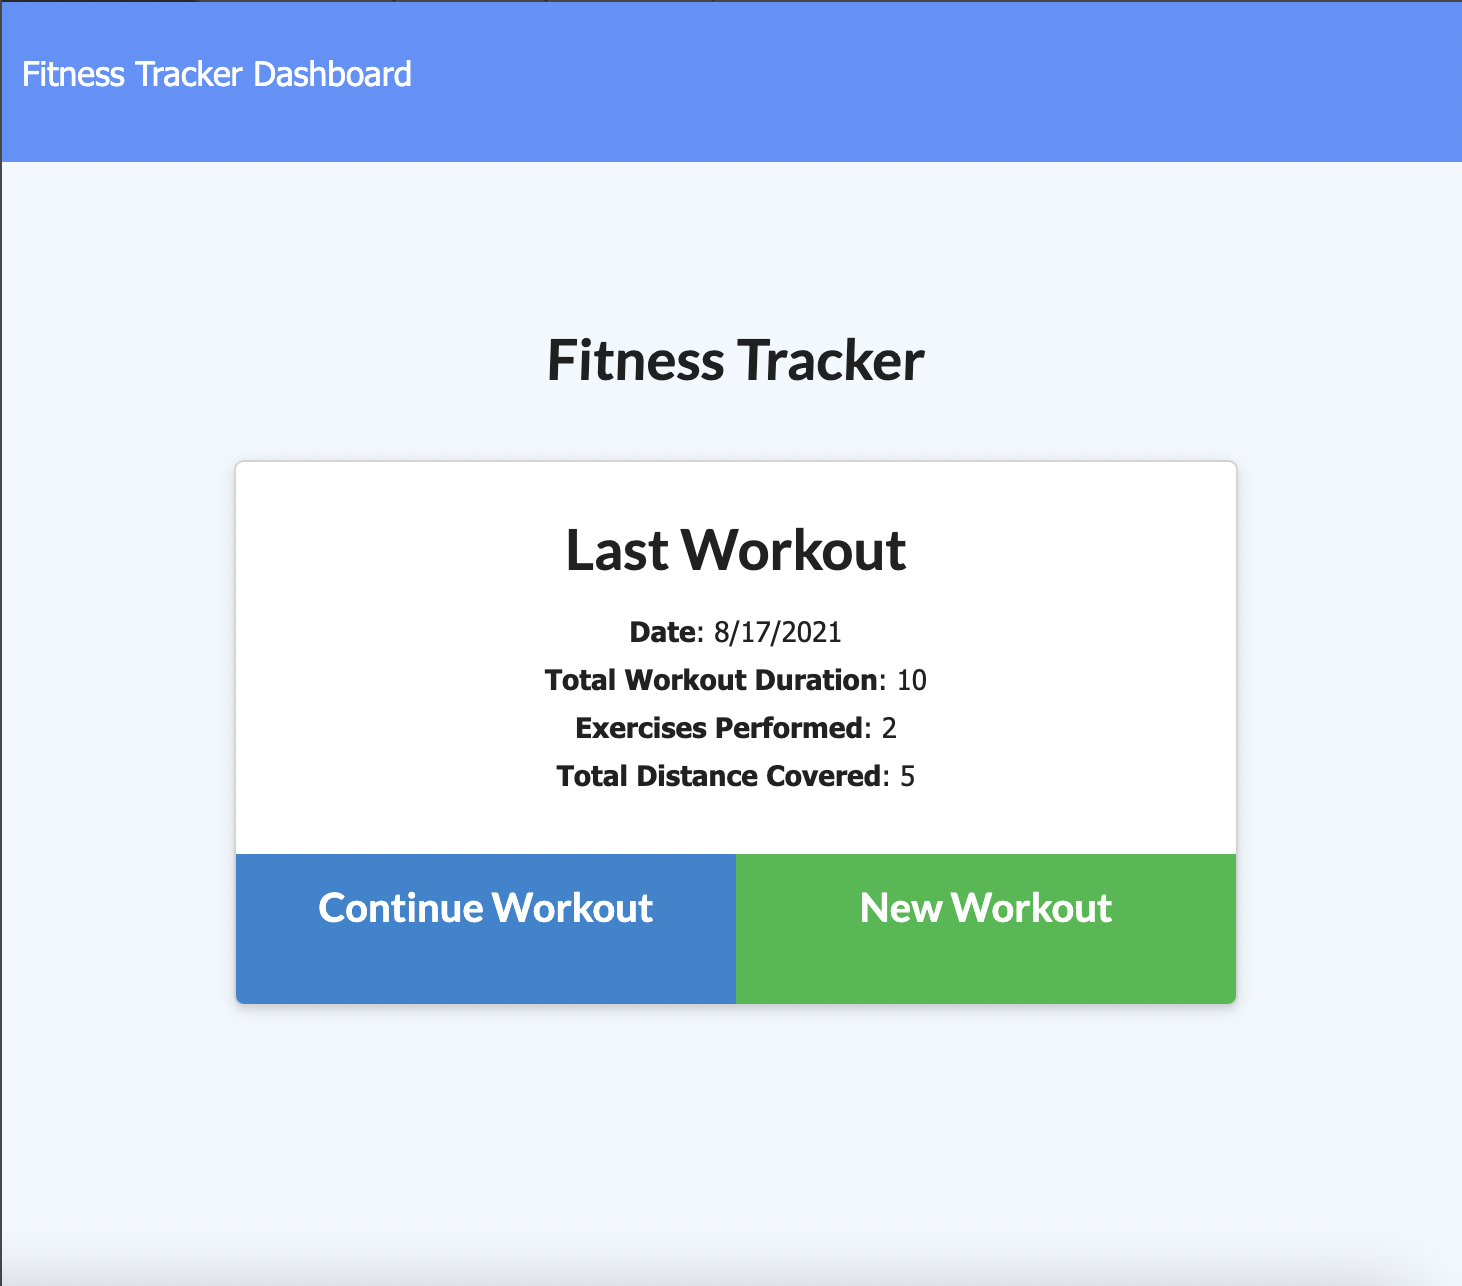 Fitness Tracker Dashboard
Fitness Tracker
Last Workout
Date: 8/17/2021
Total Workout Duration: 10
Exercises Performed: 2
Total Distance Covered: 5
Continue Workout
New Workout